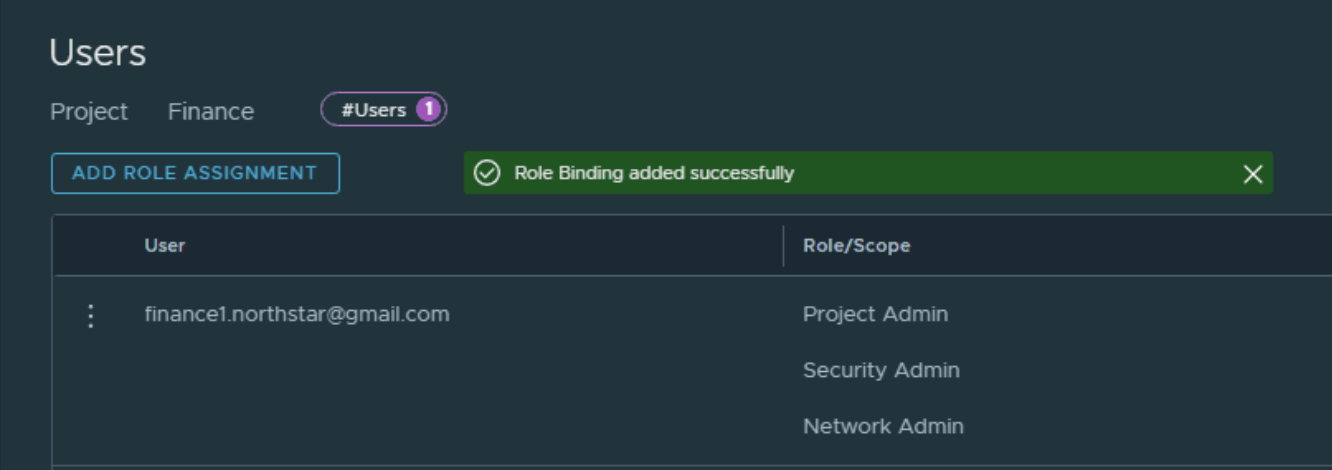 Users
Project Finance #Users 1
ADD ROLE ASSIGNMENT Role Binding added successfully
User Role/Scope
finance1.northstar@gmail.com Project Admin
Security Admin
Network Admin